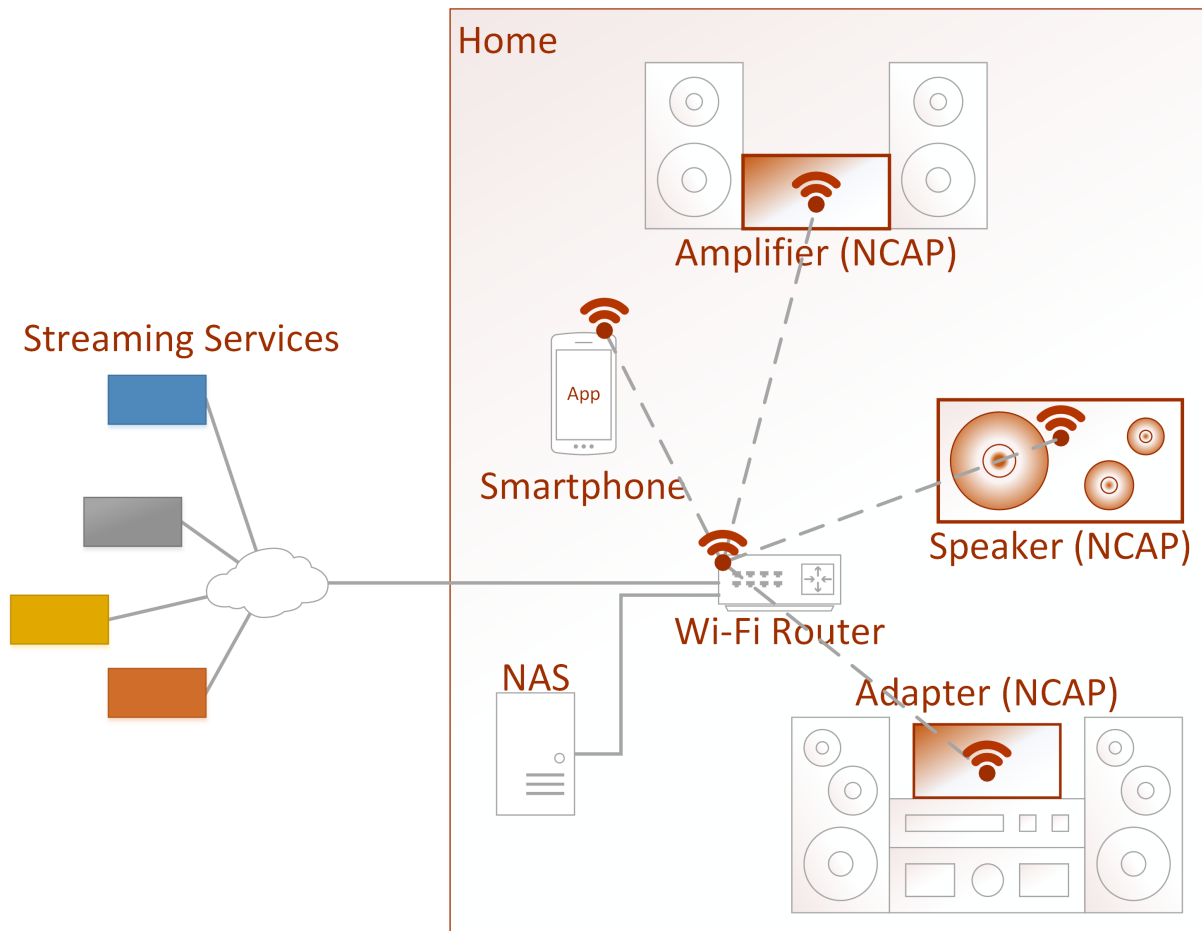 Home
Amplifier (NCAP)
Streaming Services
App
Smartphone
Speaker (NCAP)
Wi-Fi Router
NAS
Adapter (NCAP)